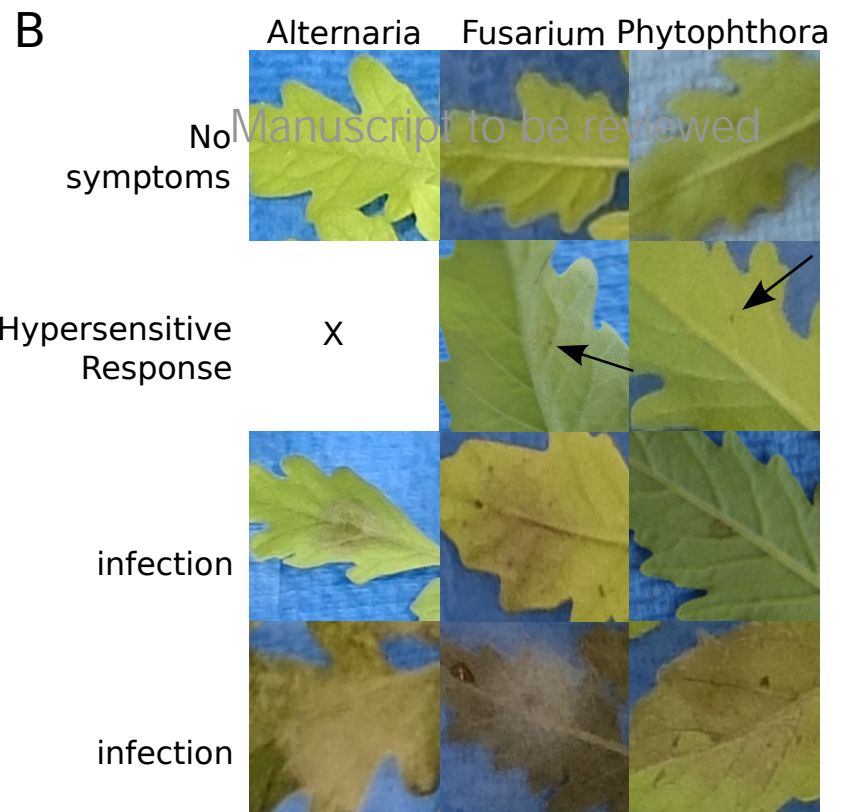 B
Alternaria Fusarium Phytophthora
Manuscript to be reviewed
No
symptoms
Hypersensitive
Response
X
infection
infection